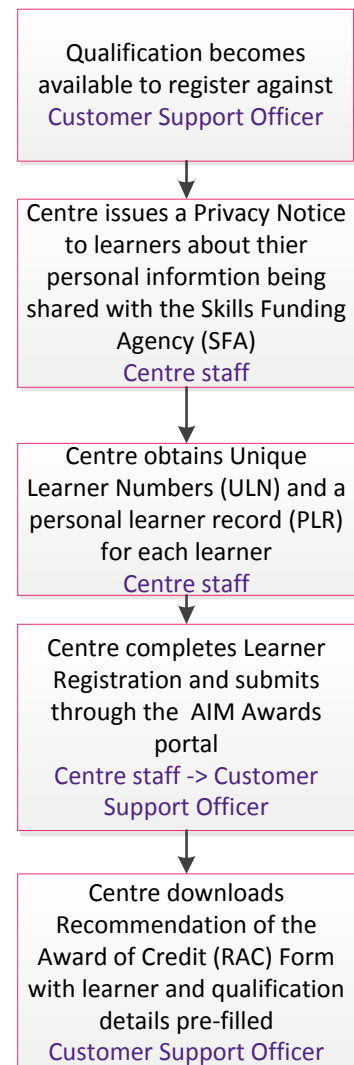 Qualification becomes
available to register against
Customer Support Officer
Centre issues a Privacy Notice
to learners about thier
personal informtion being
shared with the Skills Funding
Agency (SFA)
Centre staff
Centre obtains Unique
Learner Numbers (ULN) and a
personal learner record (PLR)
for each learner
Centre staff
Centre completes Learner
Registration and submits
through the  AIM Awards
portal
Centre staff -> Customer
Support Officer
Centre downloads
Recommendation of the
Award of Credit (RAC) Form
with learner and qualification
details pre-filled
Customer Support Officer